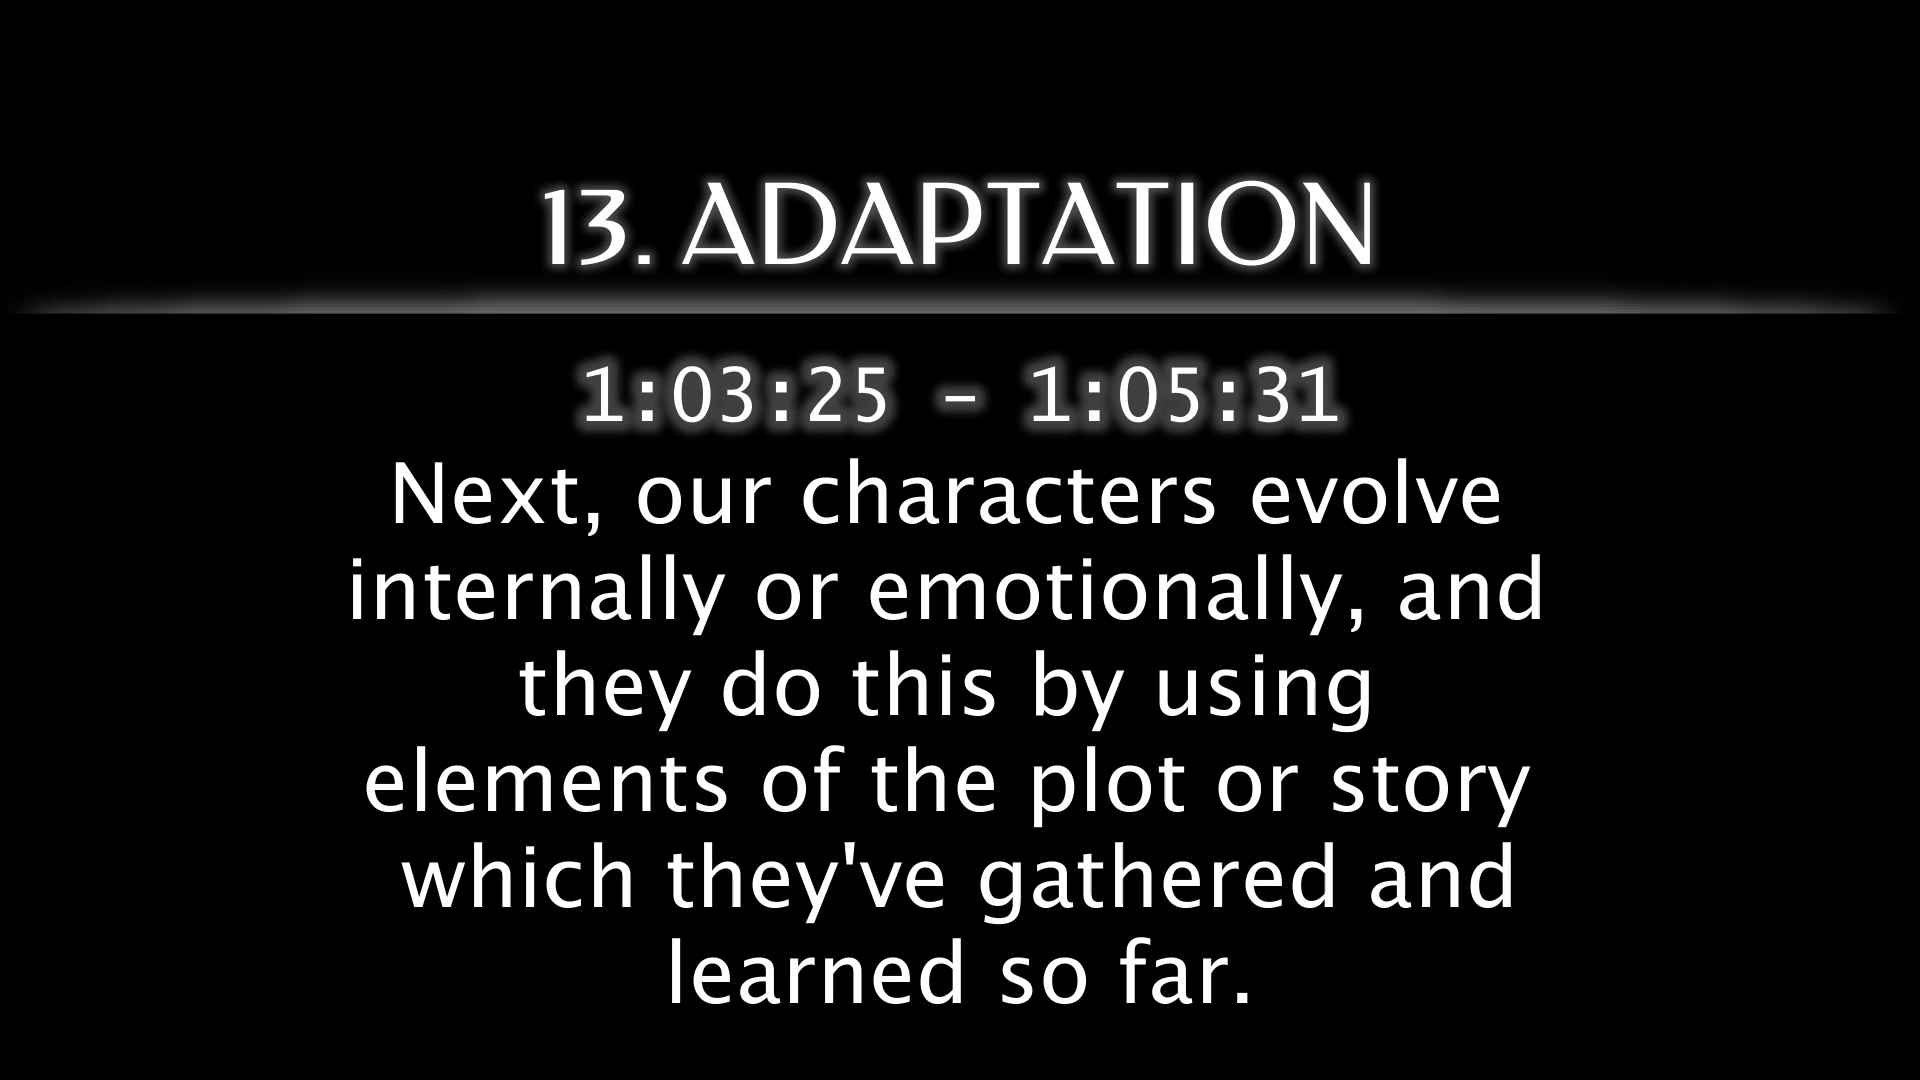 13. ADAPTATION
1:03:25 - 1:05:31
Next, our characters evolve
internally or emotionally, and
they do this by using
elements of the plot or story
which they've gathered and
learned so far.